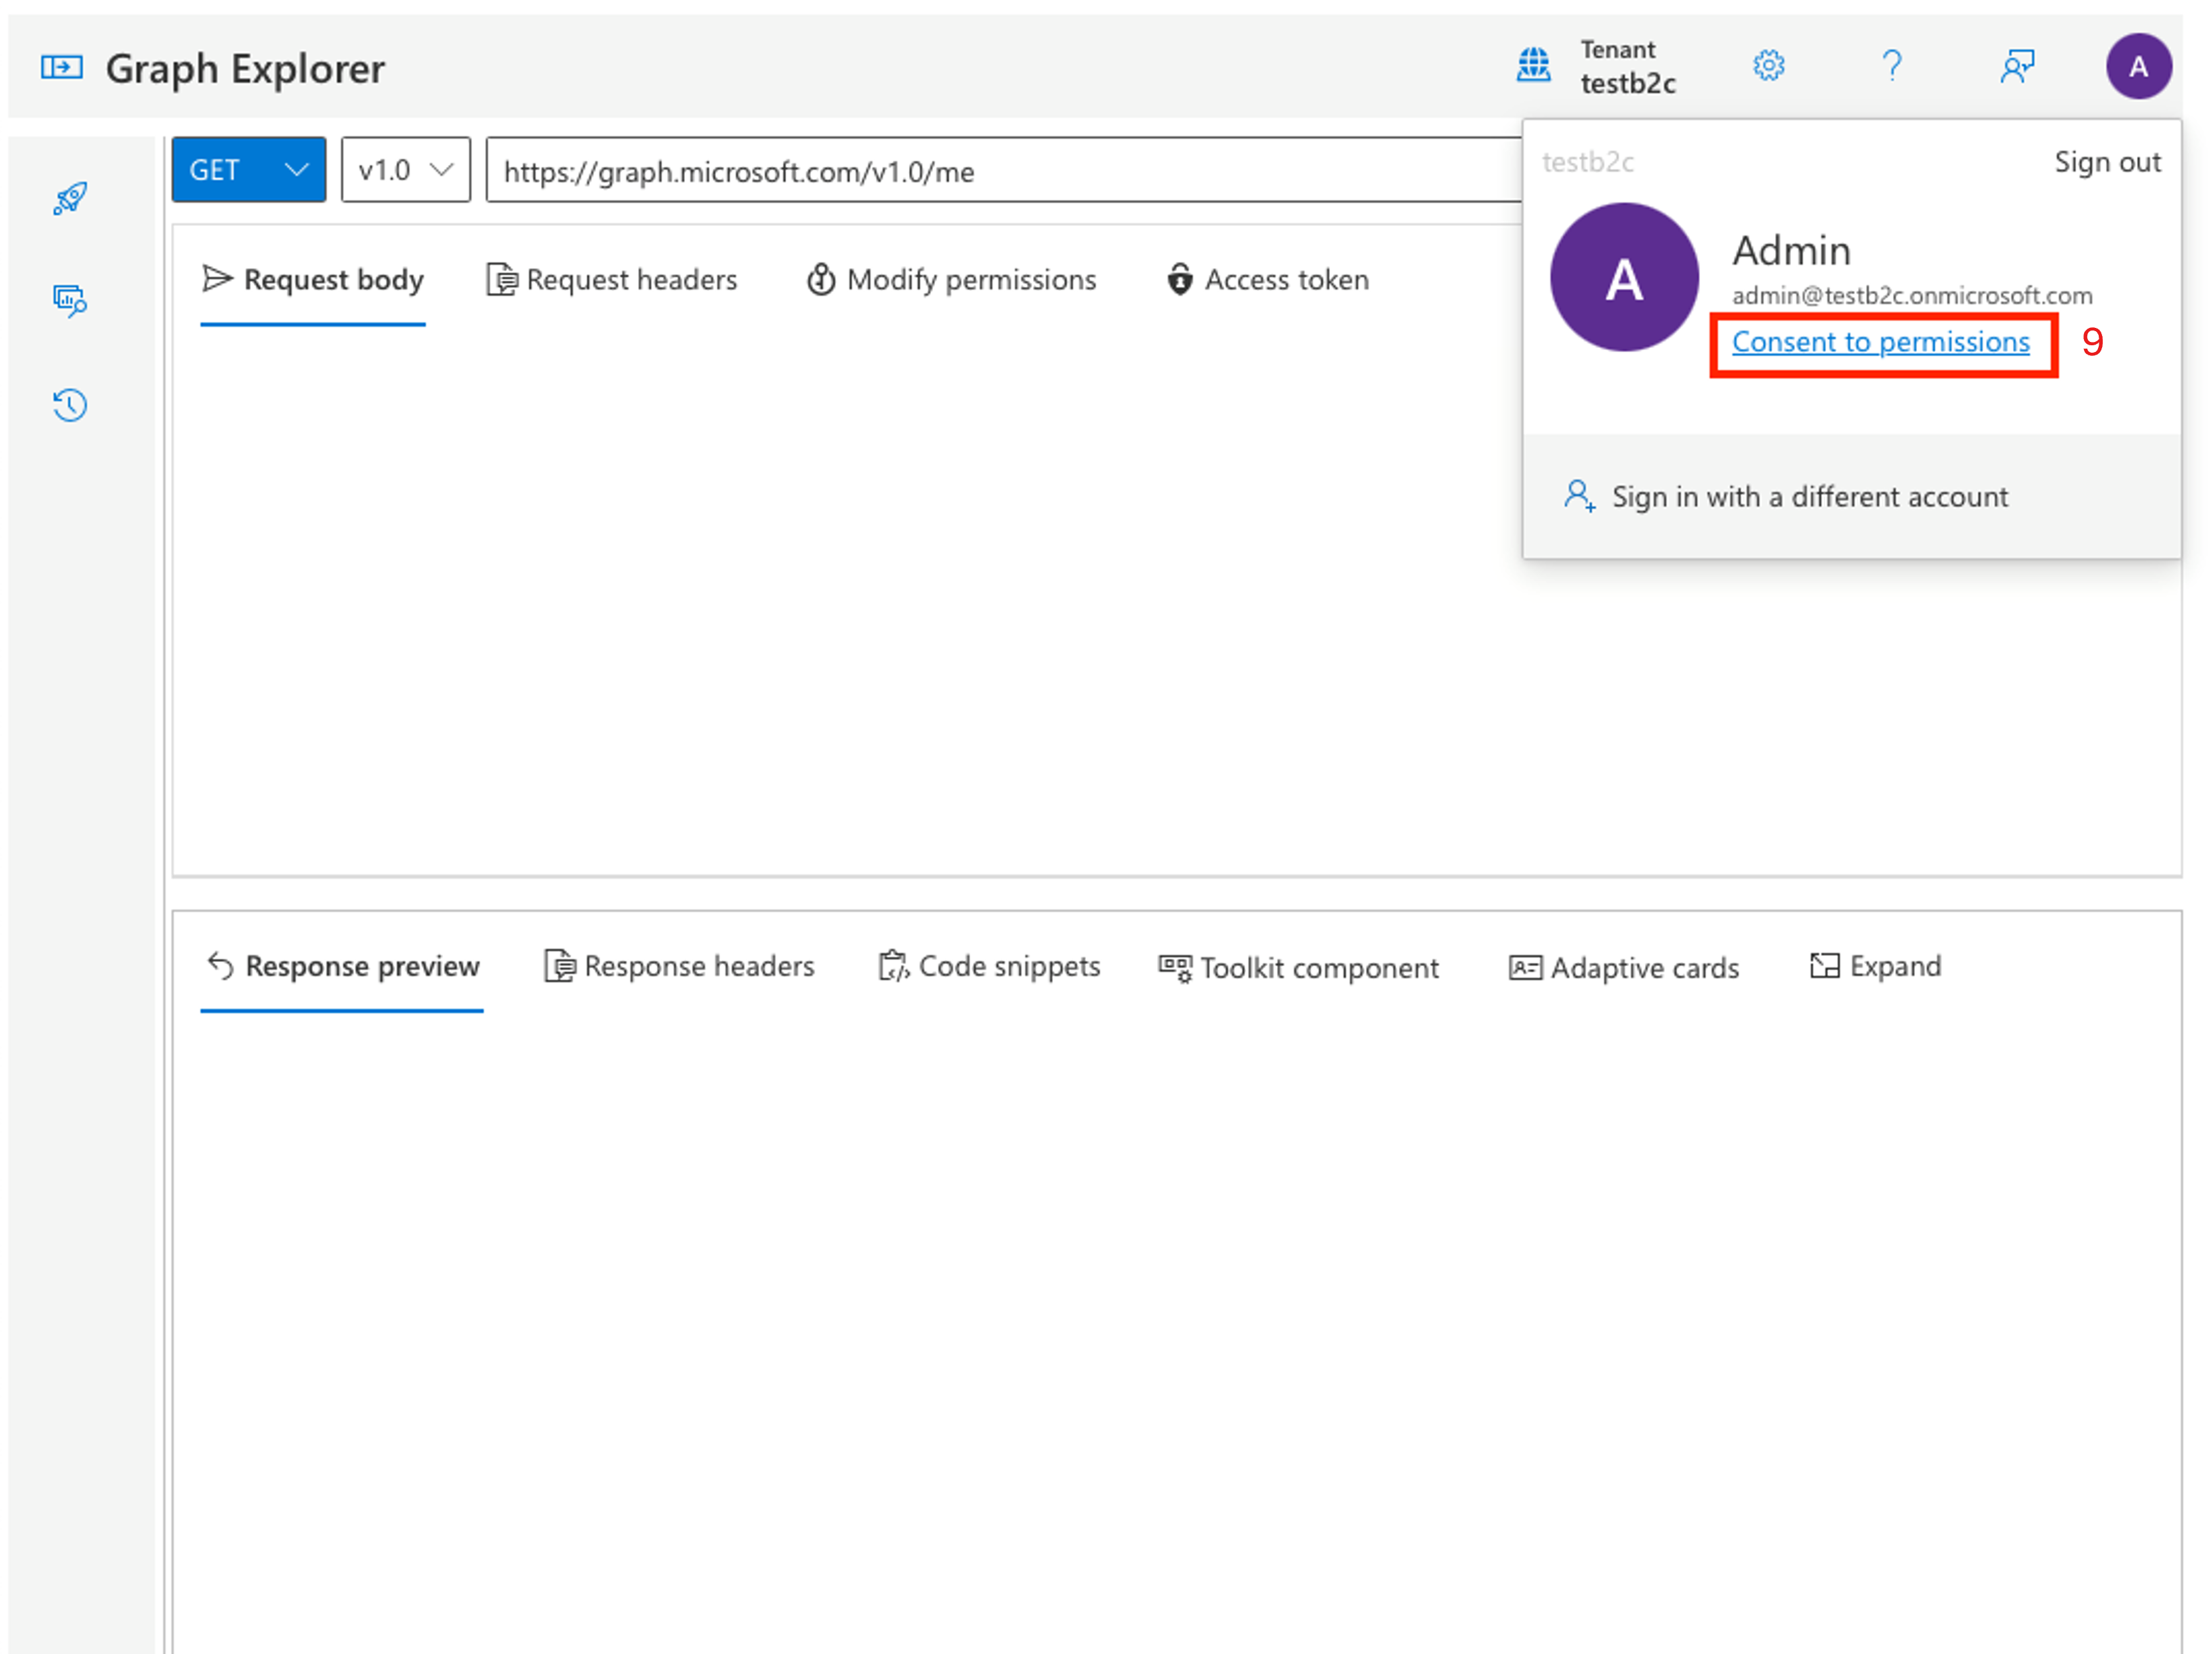 Graph Explorer
Tenant
testb2c
A
GET
v1.0
https://graph.microsoft.com/v1.0/me
testb2c
Sign out
A
Admin
admin@testb2c.onmicrosoft.com
Consent to permissions
9
Sign in with a different account
Request body
Request headers
Modify permissions
Access token
Response preview
Response headers
Code snippets
Toolkit component
Adaptive cards
Expand